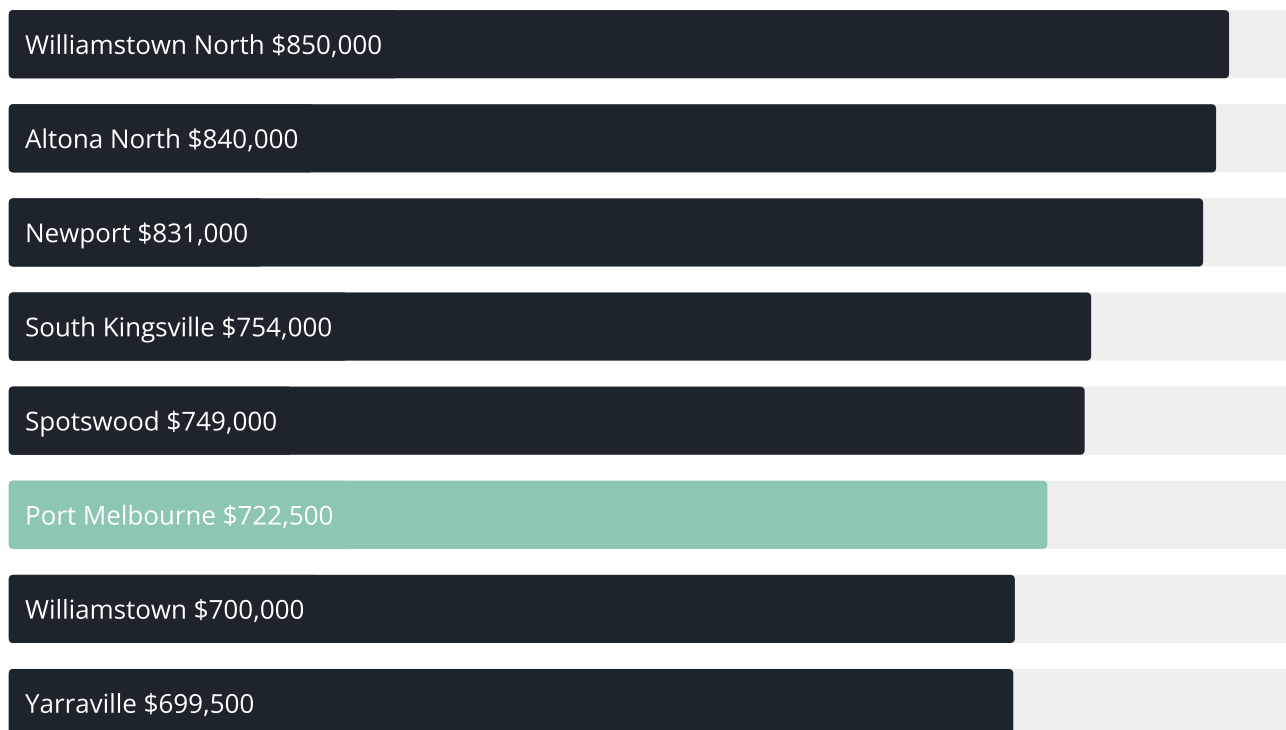 Williamstown North $850,000
Altona North $840,000
Newport $831,000
South Kingsville $754,000
Spotswood $749,000
Port Melbourne $722,500
Williamstown $700,000
Yarraville $699,500